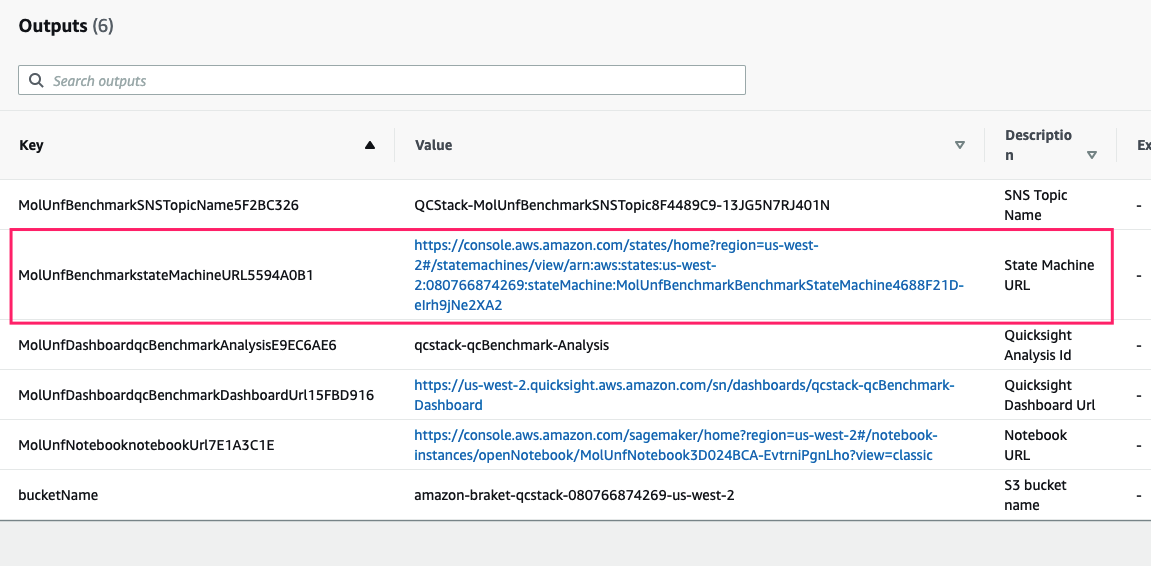 Outputs (6)
Search outputs
Key
Value
Descriptio
n
Ex
MolUnfBenchmarkSNSTopicName5F2BC326
QCStack-MolUnfBenchmarkSNSTopic8F4489C9-13JG5N7RJ401N
SNS Topic
Name
-
MolUnfBenchmarkstateMachineURL5594A0B1
https://console.aws.amazon.com/states/home?region=us-west-
2#/statemachines/view/arn:aws:states:us-west-
2:080766874269:stateMachine:MolUnfBenchmarkBenchmarkStateMachine4688F21D-
eIrh9jNe2XA2
State Machine
URL
-
MolUnfDashboardqcBenchmarkAnalysisE9EC6AE6
qcstack-qcBenchmark-Analysis
Quicksight
Analysis Id
-
MolUnfDashboardqcBenchmarkDashboardUrl15FBD916
https://us-west-2.quicksight.aws.amazon.com/sn/dashboards/qcstack-qcBenchmark-
Dashboard
Quicksight
Dashboard Url
-
MolUnfNotebooknotebookUrl7E1A3C1E
https://console.aws.amazon.com/sagemaker/home?region=us-west-2#/notebook-
instances/openNotebook/MolUnfNotebook3D024BCA-EvtrniPgnLho?view=classic
Notebook
URL
-
bucketName
amazon-braket-qcstack-080766874269-us-west-2
S3 bucket
name
-